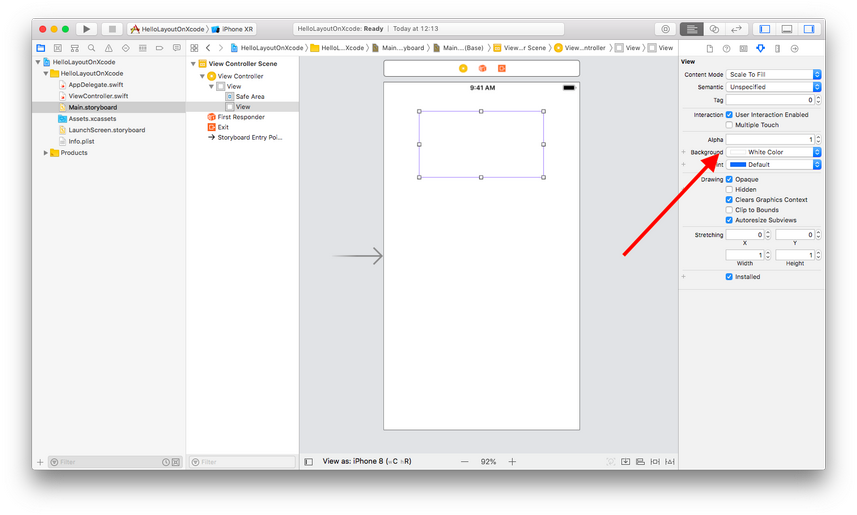 HelloLayoutOnXcode
iPhone XR
HelloLayoutOnXcode: Ready
Today at 12:13
HelloLayoutOnXcode
HelloL...Xcode
Main....yboard
Main....(Base)
View...r Scene
View...ntroller
View
View
HelloLayoutOnXcode
HelloLayoutOnXcode
AppDelegate.swift
ViewController.swift
Main.storyboard
Assets.xcassets
LaunchScreen.storyboard
Info.plist
Products
Filter
View Controller Scene
View Controller
View
Safe Area
View
First Responder
Exit
Storyboard Entry Poi...
Filter
9:41 AM
View as: iPhone 8 (wC hR)
92%
View
Content Mode Scale To Fill
Semantic Unspecified
Tag 0
Interaction User Interaction Enabled
Multiple Touch
Alpha 1
Background White Color
Default
Drawing Opaque
Hidden
Clears Graphics Context
Clip to Bounds
Autoresize Subviews
Stretching 0 0
X Y
1 1
Width Height
Installed